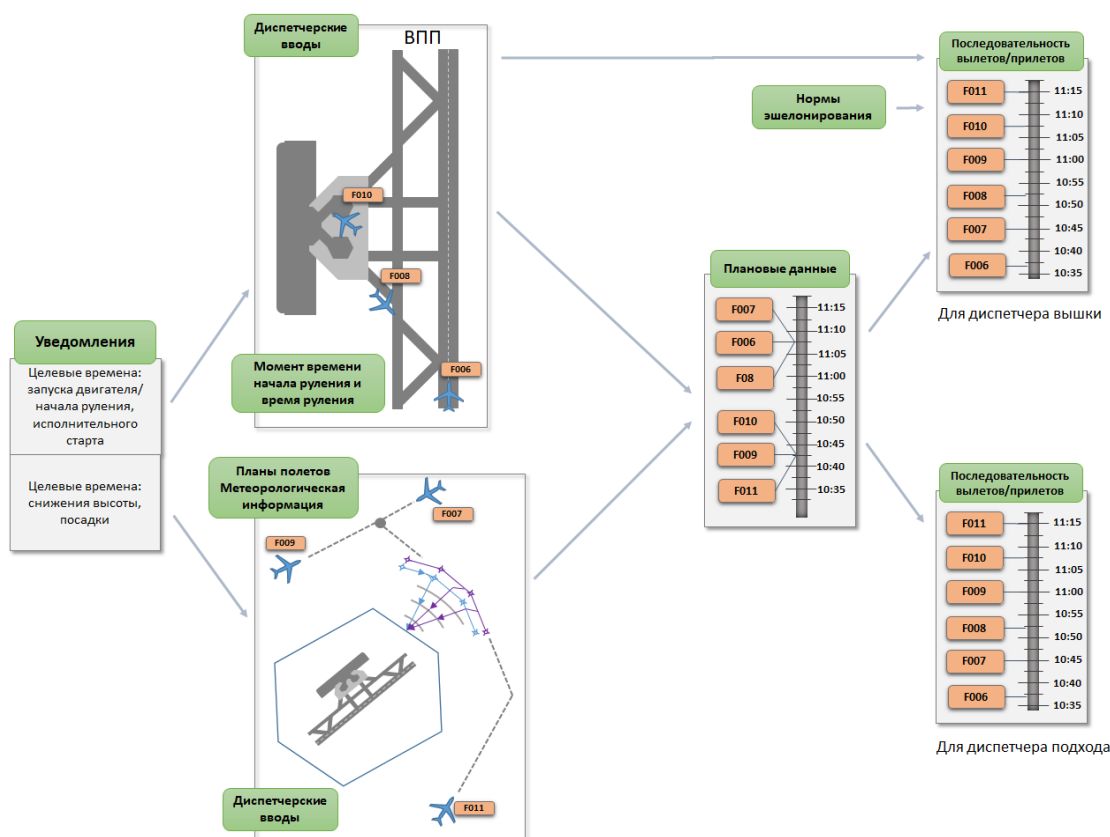 Диспетчерские
вводы
ВПП
F010
F008
F006
Момент времени
начала руления и
время руления
Уведомления
Целевые времена:
запуска двигателя/
начала руления,
исполнительного
старта
Целевые времена:
снижения высоты,
посадки
Планы полетов
Метеорологическая
информация
F007
F009
F011
Диспетчерские
вводы
Нормы
эшелонирования
Плановые данные
F007
F006
F08
F010
F009
F011
11:15
11:10
11:05
11:00
10:55
10:50
10:45
10:40
10:35
Последовательность
вылетов/прилетов
F011
F010
F009
F008
F007
F006
11:15
11:10
11:05
11:00
10:55
10:50
10:45
10:40
10:35
Для диспетчера вышки
Последовательность
вылетов/прилетов
F011
F010
F009
F008
F007
F006
11:15
11:10
11:05
11:00
10:55
10:50
10:45
10:40
10:35
Для диспетчера подхода